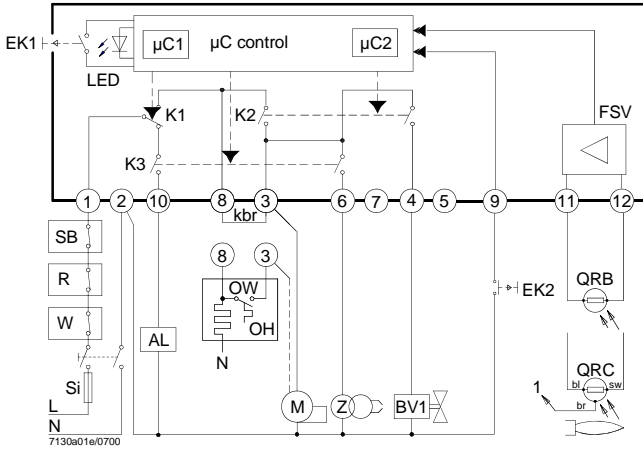 EK1
LED
µC1
µC control
µC2
K1
K2
FSV
K3
1
2
10
8
3
6
7
4
5
9
11
12
kbr
SB
R
W
Si
L
N
7130a01e/0700
AL
8
3
OW
OH
N
M
Z
BV1
EK2
QRB
QRC
bl
sw
br
1